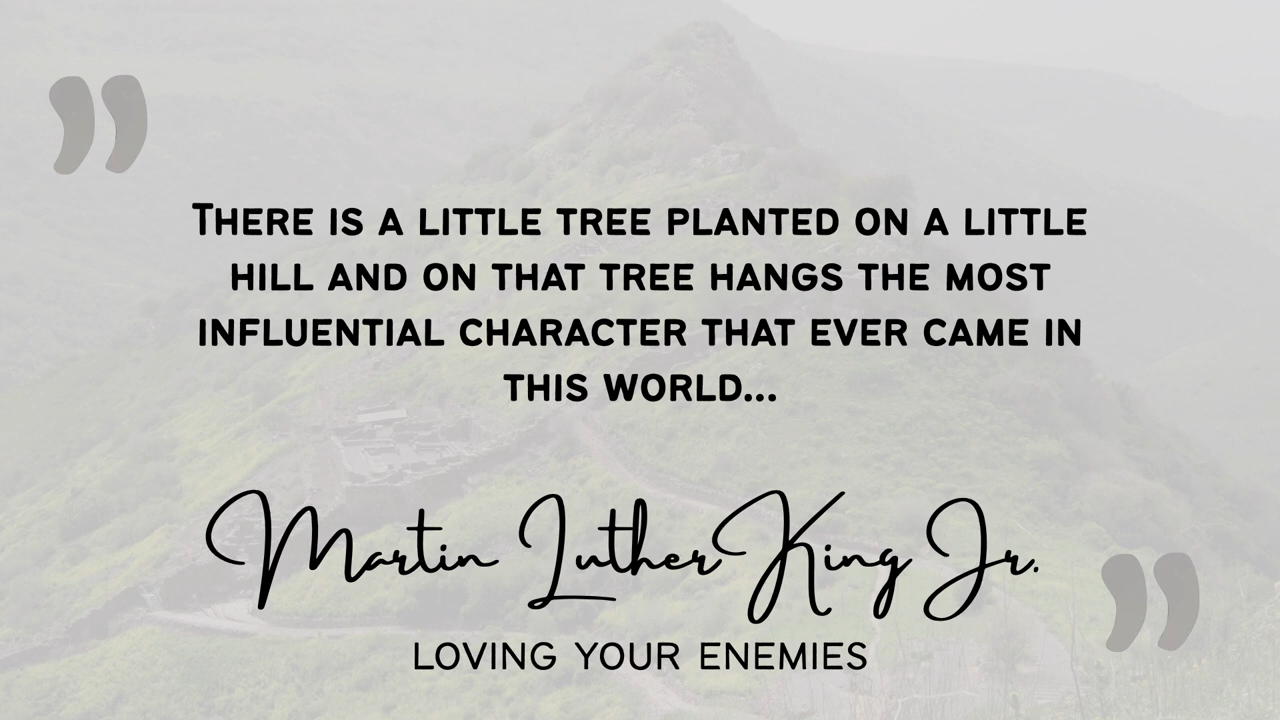 ”
There is a little tree planted on a little
hill and on that tree hangs the most
influential character that ever came in
this world...
Martin Luther King Jr.
”
LOVING YOUR ENEMIES